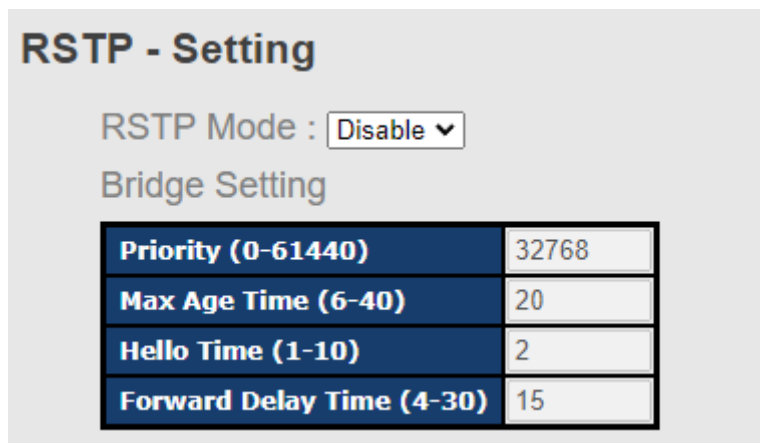 RSTP - Setting
RSTP Mode : Disable
Bridge Setting
Priority (0-61440) 32768
Max Age Time (6-40) 20
Hello Time (1-10) 2
Forward Delay Time (4-30) 15